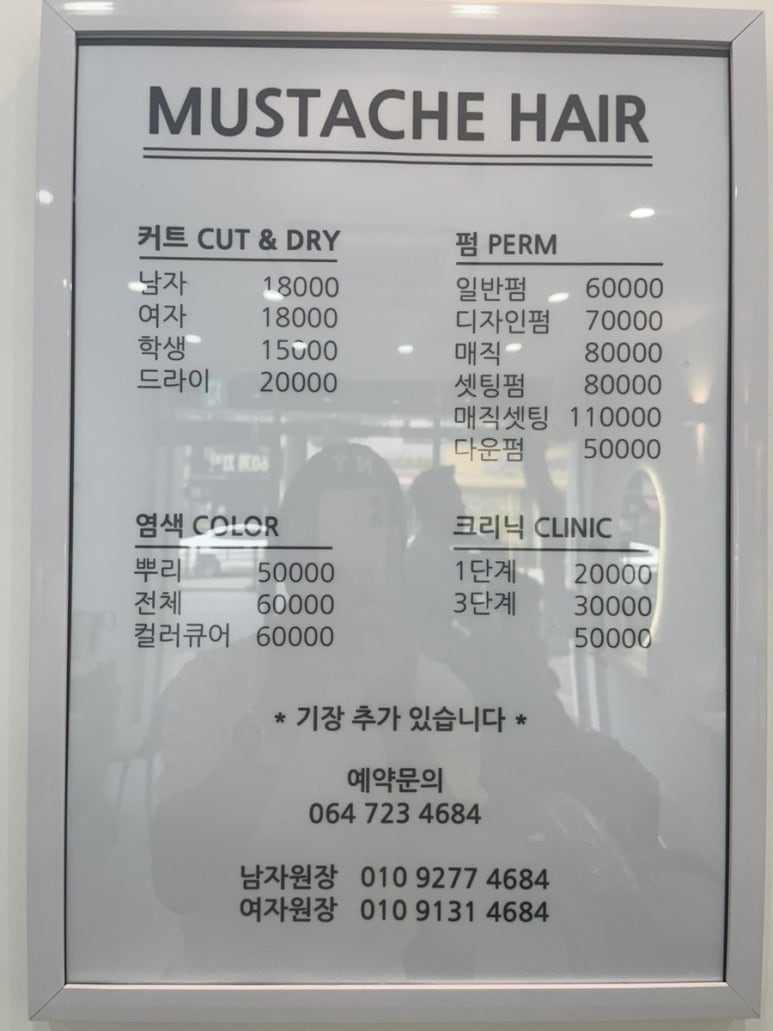 MUSTACHE HAIR
커트 CUT & DRY
남자 18000
여자 18000
학생 15000
드라이 20000
펌 PERM
일반펌 60000
디자인펌 70000
매직 80000
셋팅펌 80000
매직셋팅 110000
다운펌 50000
염색 COLOR
뿌리 50000
전체 60000
컬러큐어 60000
크리닉 CLINIC
1단계 20000
3단계 30000
50000
* 기장 추가 있습니다 *
예약문의
064 723 4684
남자원장 010 9277 4684
여자원장 010 9131 4684